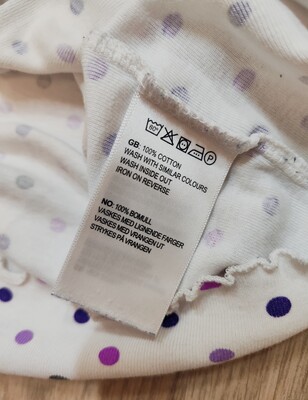 60°
P
GB: 100% COTTON
WASH WITH SIMILAR COLOURS
WASH INSIDE OUT
IRON ON REVERSE
NO: 100% BOMULL
VASKES MED LIGNENDE FARGER
VASKES MED VRANGEN UT
STRYKES PÅ VRANGEN